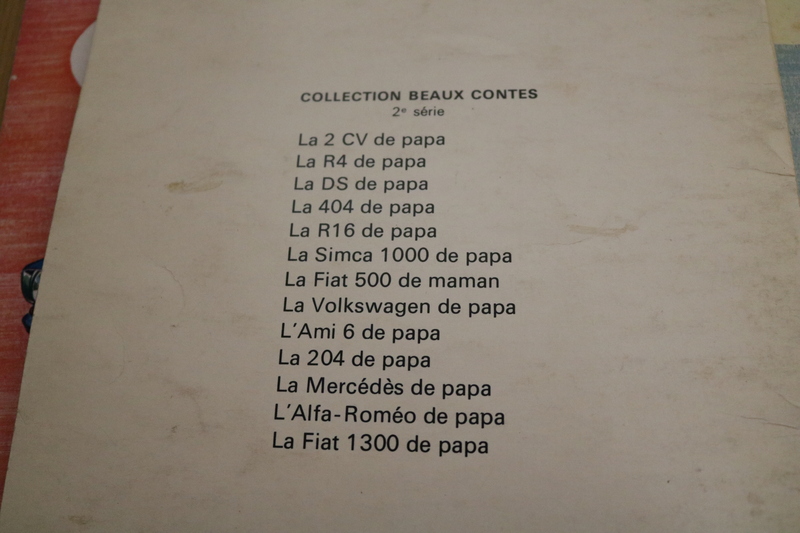 COLLECTION BEAUX CONTES
2e série
La 2 CV de papa
La R4 de papa
La DS de papa
La 404 de papa
La R16 de papa
La Simca 1000 de papa
La Fiat 500 de maman
La Volkswagen de papa
L'Ami 6 de papa
La 204 de papa
La Mercédès de papa
L'Alfa-Roméo de papa
La Fiat 1300 de papa